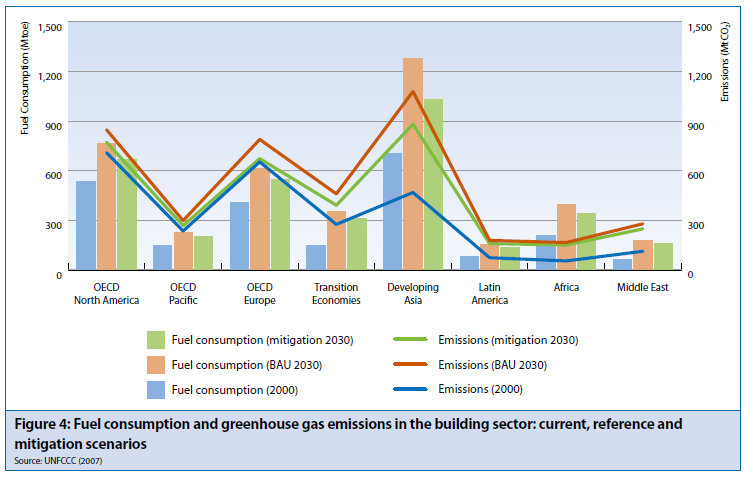 Fuel Consumption (Mtoe)
1,500
1,200
900
600
300
0
Emissions (MtCO₂)
1,500
1,200
900
600
300
0
OECD
North America
OECD
Pacific
OECD
Europe
Transition
Economies
Developing
Asia
Latin
America
Africa
Middle East
Fuel consumption (mitigation 2030)
Fuel consumption (BAU 2030)
Fuel consumption (2000)
Emissions (mitigation 2030)
Emissions (BAU 2030)
Emissions (2000)
Figure 4: Fuel consumption and greenhouse gas emissions in the building sector: current, reference and
mitigation scenarios
Source: UNFCCC (2007)